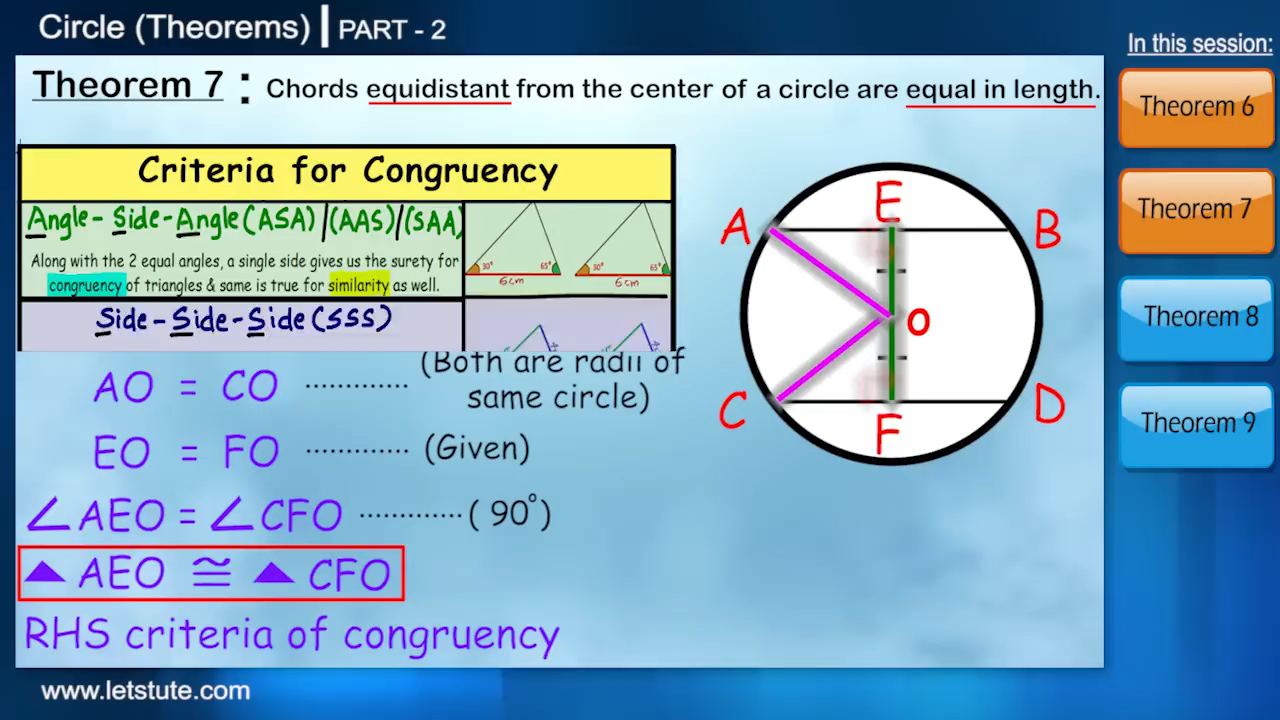 Circle (Theorems) | PART - 2
In this session:
Theorem 7 : Chords equidistant from the center of a circle are equal in length.
Theorem 6
Theorem 7
Theorem 8
Theorem 9
Criteria for Congruency
Angle-Side-Angle(ASA)/(AAS)/(SAA)
Along with the 2 equal angles, a single side gives us the surety for
congruency of triangles & same is true for similarity as well.
30° 65° 30° 65°
6cm 6cm
Side-Side-Side(SSS)
AO = CO ............. (Both are radii of
same circle)
EO = FO ............. (Given)
∠AEO = ∠CFO ............. ( 90°)
▲ AEO ≅ ▲ CFO
RHS criteria of congruency
A E B
O
C F D
www.letstute.com